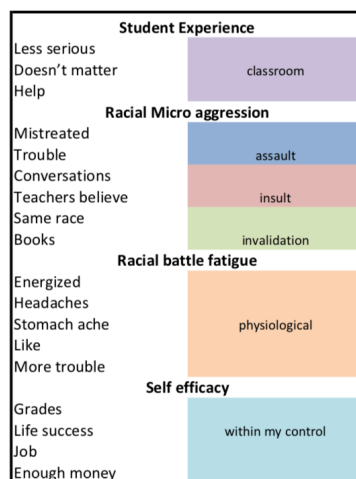 Student Experience
Less serious
Doesn't matter classroom
Help
Racial Micro aggression
Mistreated
Trouble assault
Conversations
Teachers believe insult
Same race
Books invalidation
Racial battle fatigue
Energized
Headaches
Stomach ache physiological
Like
More trouble
Self efficacy
Grades
Life success within my control
Job
Enough money